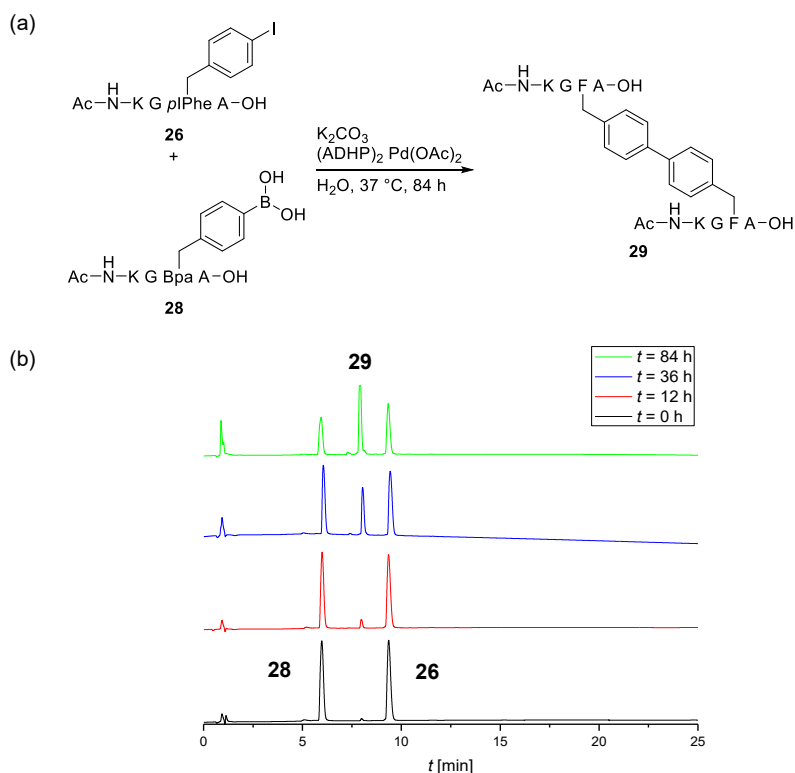 (a)
I
H
Ac–N–K G pIPhe A–OH
26
+
K₂CO₃
(ADHP)₂ Pd(OAc)₂
H₂O, 37 °C, 84 h
OH
B
OH
H
Ac–N–K G Bpa A–OH
28
H
Ac–N–K G F A–OH
H
Ac–N–K G F A–OH
29
(b)
29
t = 84 h
t = 36 h
t = 12 h
t = 0 h
28
26
0 5 10 15 20 25
t [min]